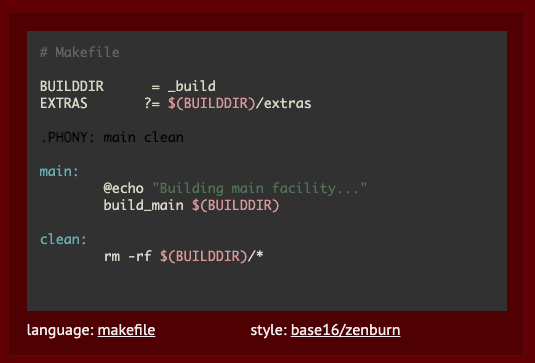 # Makefile
BUILDDIR      = _build
EXTRAS       ?= $(BUILDDIR)/extras
.PHONY: main clean
main:
        @echo "Building main facility..."
        build_main $(BUILDDIR)
clean:
        rm -rf $(BUILDDIR)/*
language: makefile
style: base16/zenburn